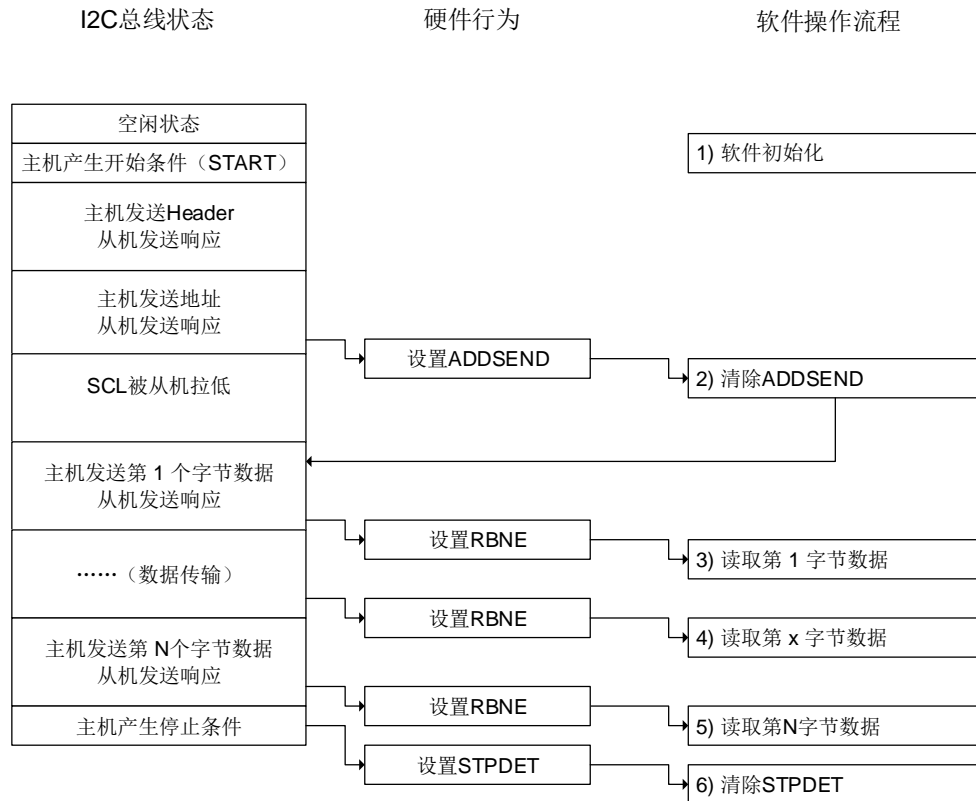 I2C总线状态
硬件行为
软件操作流程
空闲状态
主机产生开始条件（START）
1) 软件初始化
主机发送Header
从机发送响应
主机发送地址
从机发送响应
设置ADDSEND
2) 清除ADDSEND
SCL被从机拉低
主机发送第 1 个字节数据
从机发送响应
设置RBNE
3) 读取第 1 字节数据
……（数据传输）
设置RBNE
4) 读取第 x 字节数据
主机发送第 N个字节数据
从机发送响应
设置RBNE
5) 读取第N字节数据
主机产生停止条件
设置STPDET
6) 清除STPDET